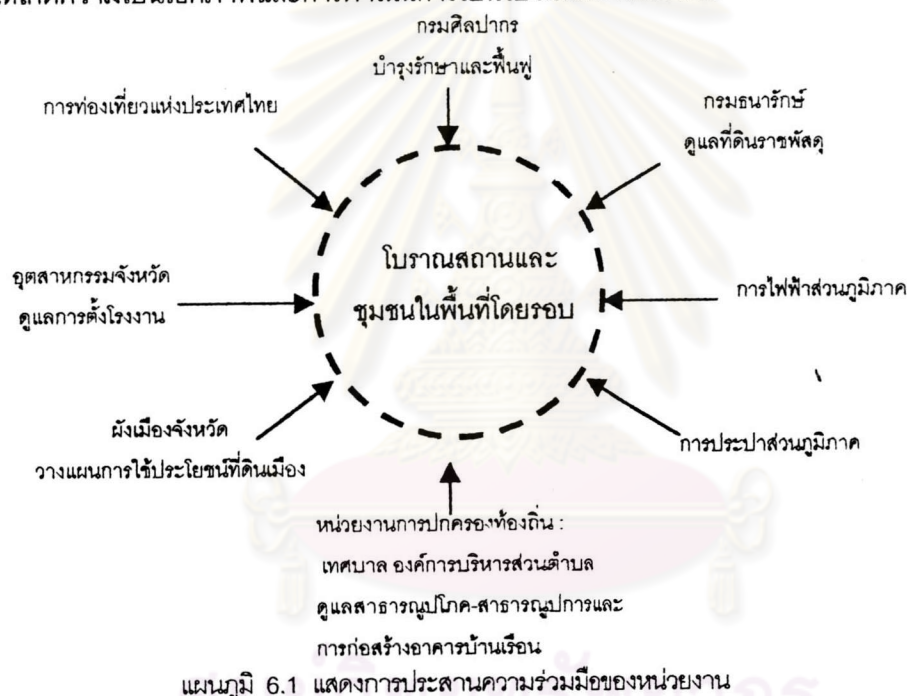 กรมศิลปากร
บำรุงรักษาและฟื้นฟู
การท่องเที่ยวแห่งประเทศไทย
กรมธนารักษ์
ดูแลที่ดินราชพัสดุ
โบราณสถานและ
ชุมชนในพื้นที่โดยรอบ
อุตสาหกรรมจังหวัด
ดูแลการตั้งโรงงาน
การไฟฟ้าส่วนภูมิภาค
ผังเมืองจังหวัด
วางแผนการใช้ประโยชน์ที่ดินเมือง
การประปาส่วนภูมิภาค
หน่วยงานการปกครองท้องถิ่น :
เทศบาล องค์การบริหารส่วนตำบล
ดูแลสาธารณูปโภค-สาธารณูปการและ
การก่อสร้างอาคารบ้านเรือน
แผนภูมิ 6.1 แสดงการประสานความร่วมมือของหน่วยงาน